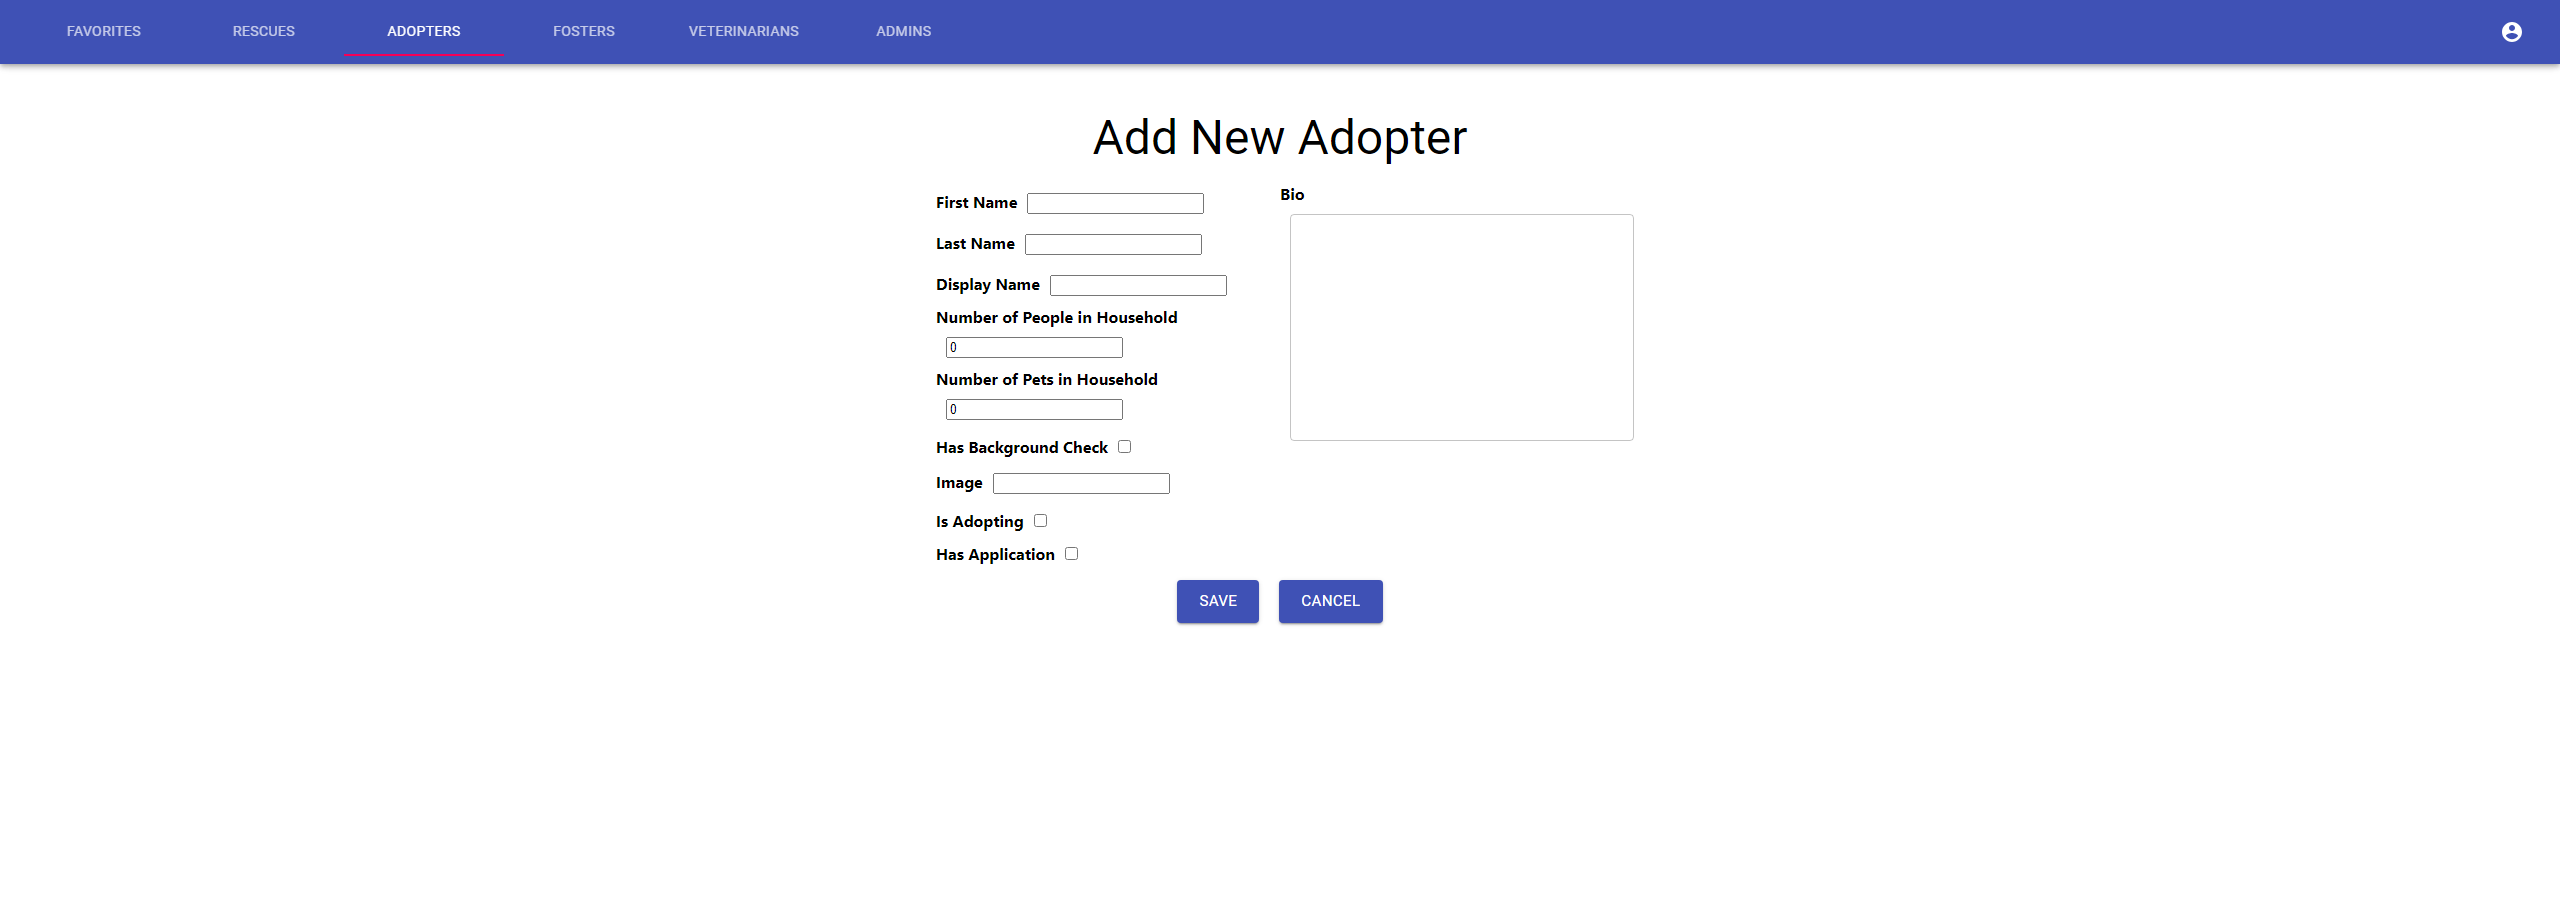 FAVORITES RESCUES ADOPTERS FOSTERS VETERINARIANS ADMINS
Add New Adopter
First Name
Last Name
Display Name
Number of People in Household
0
Number of Pets in Household
0
Has Background Check
Image
Is Adopting
Has Application
Bio
SAVE CANCEL